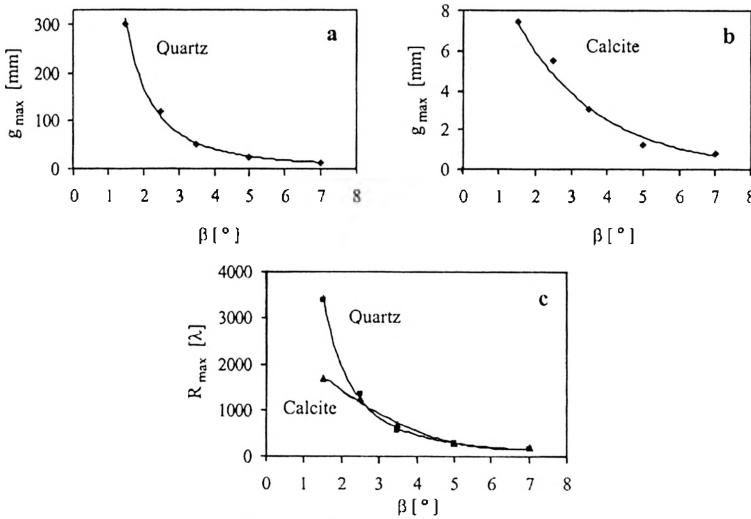 300
200
100
0
g max [mm]
Quartz
a
0 1 2 3 4 5 6 7 8
β [ ° ]
8
6
4
2
0
g max [mm]
Calcite
b
0 1 2 3 4 5 6 7 8
β [ ° ]
4000
3000
2000
1000
0
R max [λ]
Quartz
Calcite
c
0 1 2 3 4 5 6 7 8
β [ ° ]